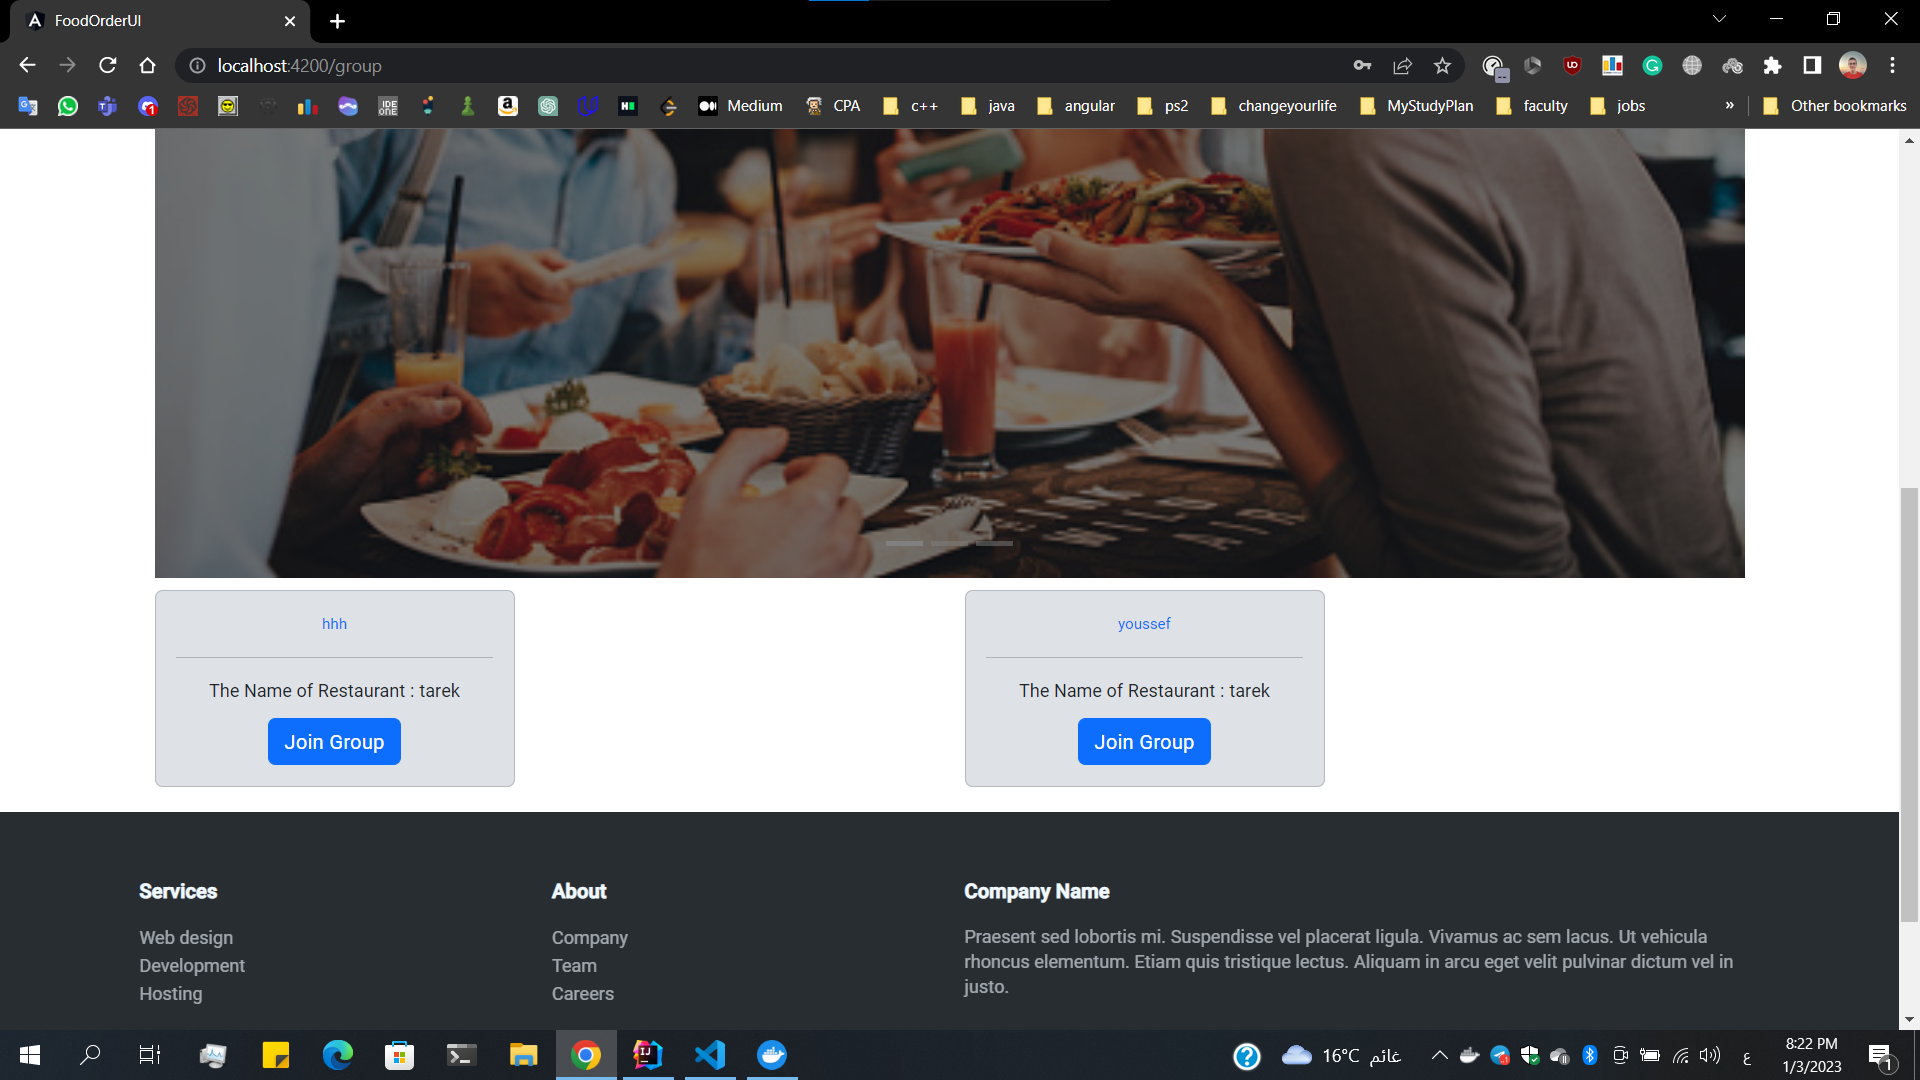 FoodOrderUI
localhost:4200/group
Medium CPA c++ java angular ps2 changeyourlife MyStudyPlan faculty jobs » Other bookmarks
hhh
The Name of Restaurant : tarek
Join Group
youssef
The Name of Restaurant : tarek
Join Group
Services
Web design
Development
Hosting
About
Company
Team
Careers
Company Name
Praesent sed lobortis mi. Suspendisse vel placerat ligula. Vivamus ac sem lacus. Ut vehicula
rhoncus elementum. Etiam quis tristique lectus. Aliquam in arcu eget velit pulvinar dictum vel in
justo.
16°C غائم
ع
8:22 PM
1/3/2023
1